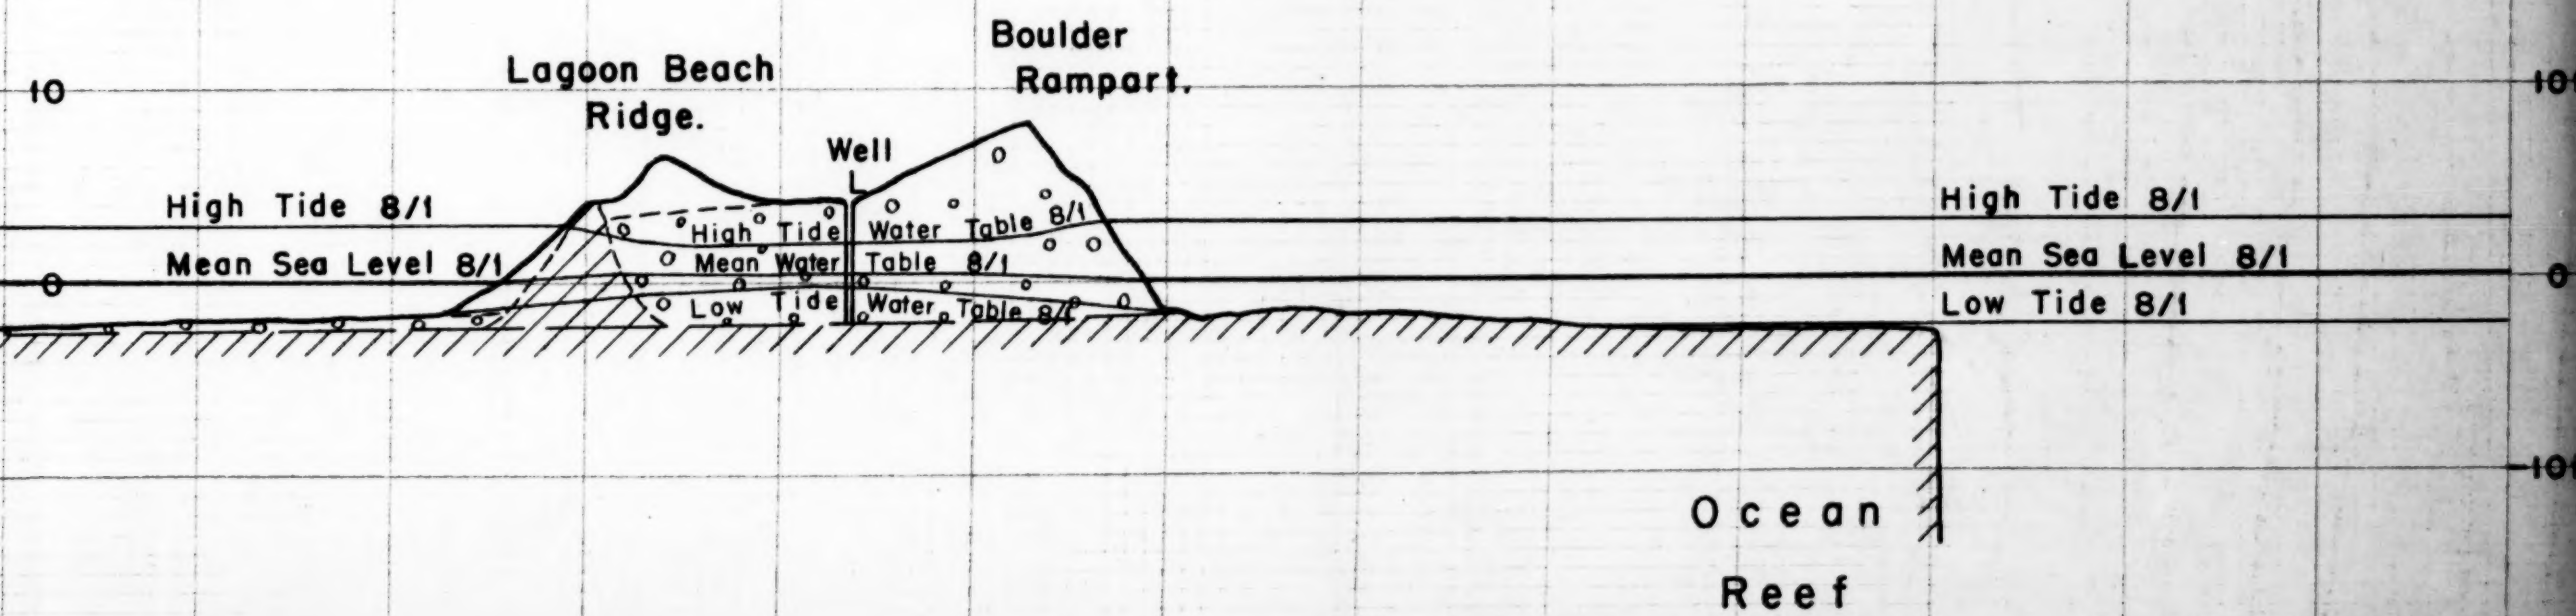 Boulder
Rampart.
Lagoon Beach
Ridge.
10
10
Well
High Tide 8/1
High Tide 8/1
High Tide Water Table 8/1
Mean Sea Level 8/1
Mean Water Table 8/1
Mean Sea Level 8/1
0
0
Low Tide Water Table 8/1
Low Tide 8/1
-10
Ocean
Reef